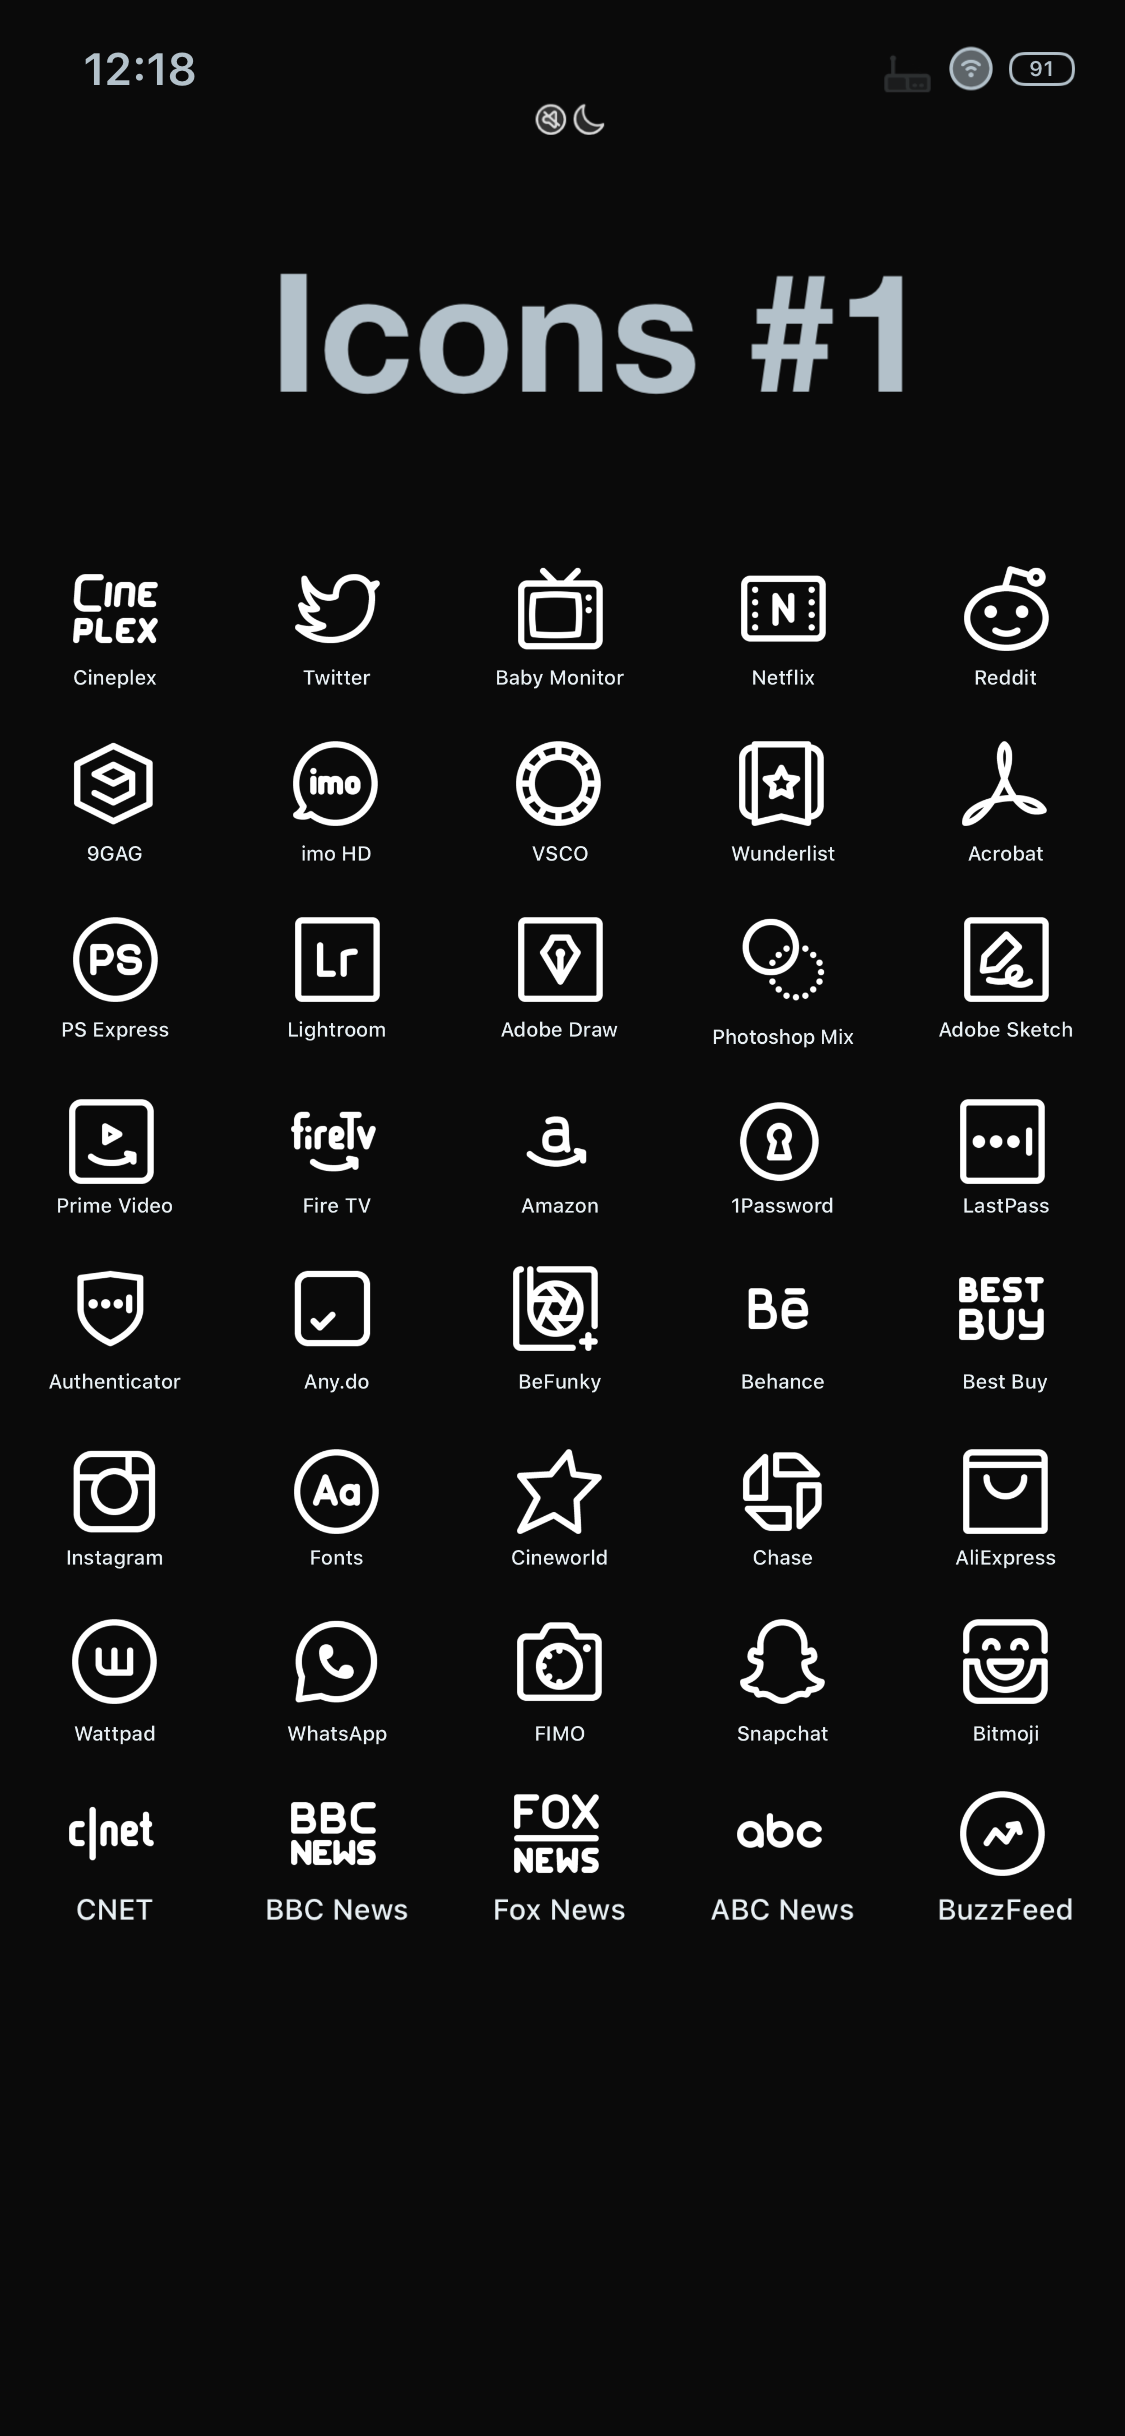 12:18 91
Icons #1
CINE PLEX
Cineplex Twitter Baby Monitor N Netflix Reddit
9GAG imo imo HD VSCO Wunderlist Acrobat
PS Lr
PS Express Lightroom Adobe Draw Photoshop Mix Adobe Sketch
fireTV a
Prime Video Fire TV Amazon 1Password LastPass
Bē BEST BUY
Authenticator Any.do BeFunky Behance Best Buy
Aa
Instagram Fonts Cineworld Chase AliExpress
W
Wattpad WhatsApp FIMO Snapchat Bitmoji
c|net BBC NEWS FOX NEWS abc
CNET BBC News Fox News ABC News BuzzFeed